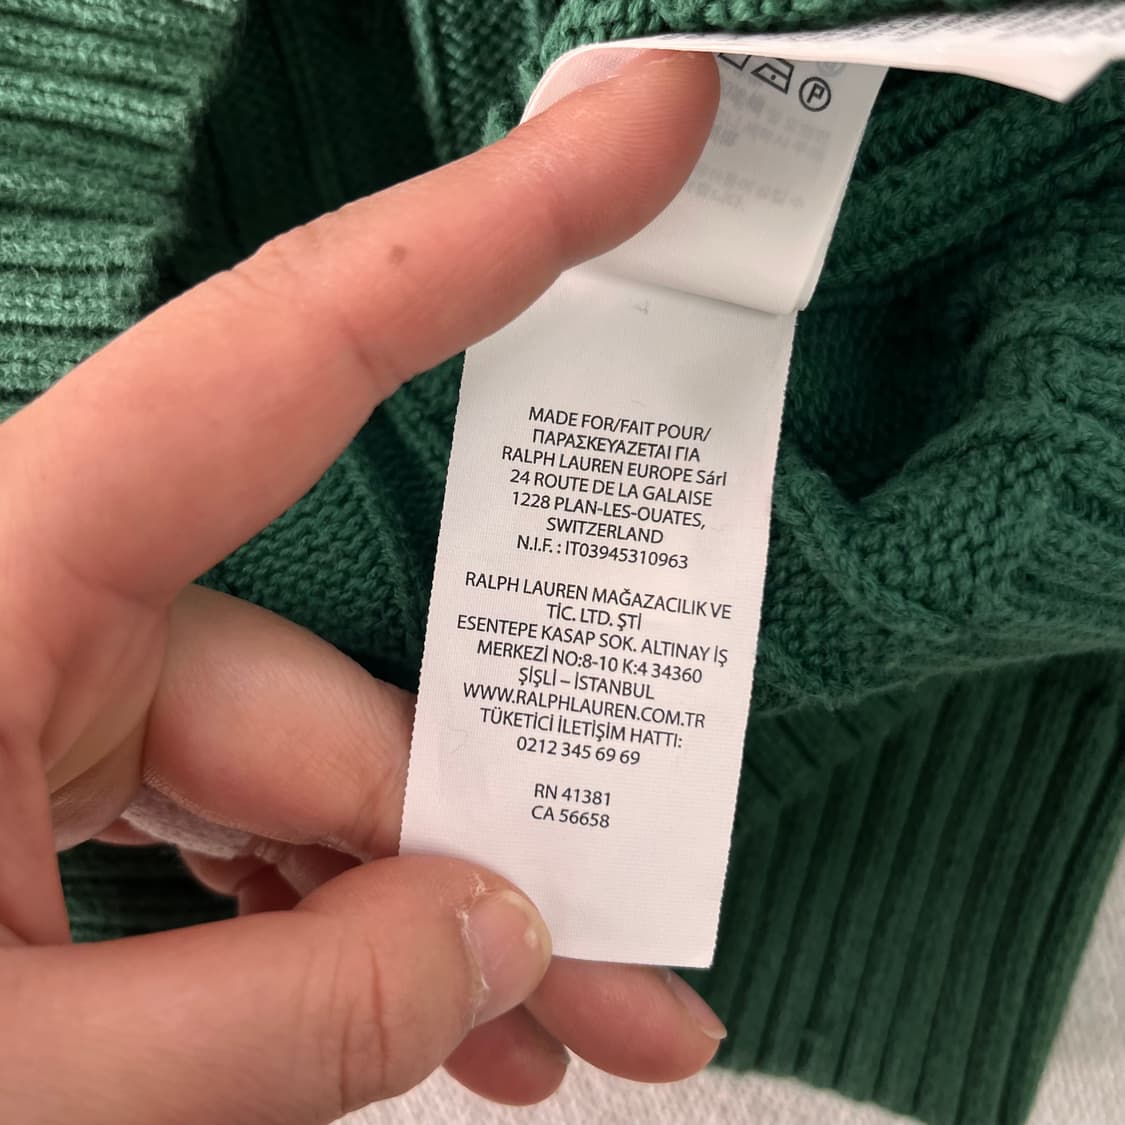 P
MADE FOR/FAIT POUR/
ΠΑΡΑΣΚΕΥΑΖΕΤΑΙ ΓΙΑ
RALPH LAUREN EUROPE Sárl
24 ROUTE DE LA GALAISE
1228 PLAN-LES-OUATES,
SWITZERLAND
N.I.F. : IT03945310963
RALPH LAUREN MAĞAZACILIK VE
TİC. LTD. ŞTİ
ESENTEPE KASAP SOK. ALTINAY İŞ
MERKEZİ NO:8-10 K:4 34360
ŞİŞLİ – İSTANBUL
WWW.RALPHLAUREN.COM.TR
TÜKETİCİ İLETİŞİM HATTI:
0212 345 69 69
RN 41381
CA 56658